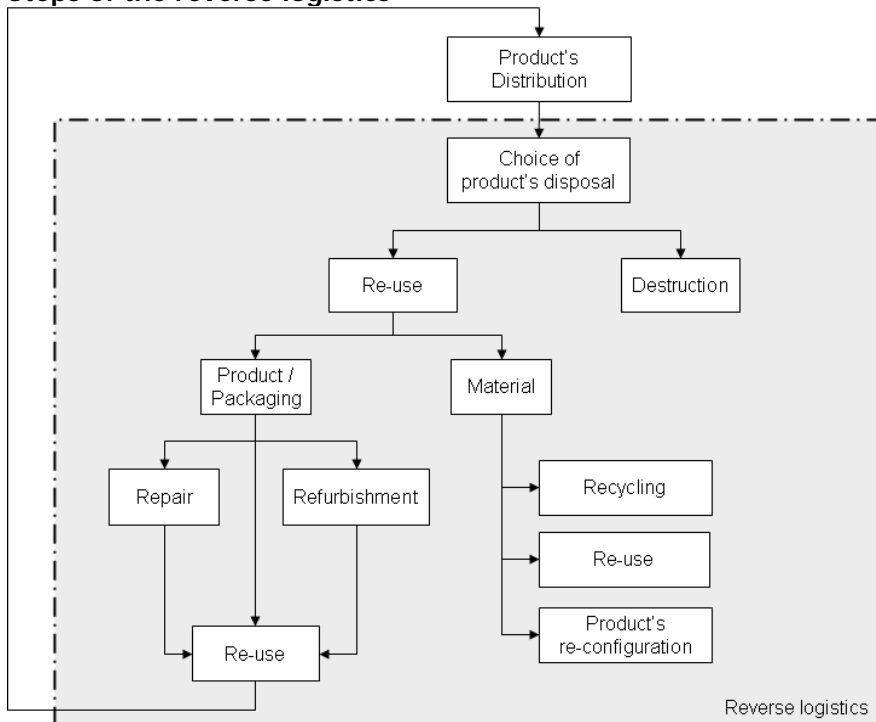 Steps of the reverse logistics
Product's
Distribution
Choice of
product's disposal
Re-use
Destruction
Product /
Packaging
Material
Repair
Refurbishment
Recycling
Re-use
Product's
re-configuration
Re-use
Reverse logistics